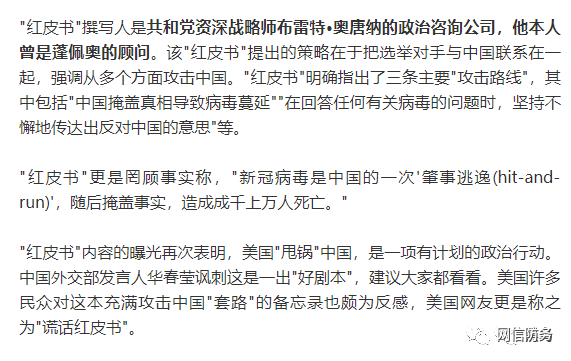 "红皮书"撰写人是共和党资深战略师布雷特·奥唐纳的政治咨询公司，他本人
曾是蓬佩奥的顾问。该"红皮书"提出的策略在于把选举对手与中国联系在一
起，强调从多个方面攻击中国。"红皮书"明确指出了三条主要"攻击路线"，其
中包括"中国掩盖真相导致病毒蔓延""在回答任何有关病毒的问题时，坚持不
懈地传达出反对中国的意思"等。
"红皮书"更是罔顾事实称，"新冠病毒是中国的一次'肇事逃逸(hit-and-
run)'，随后掩盖事实，造成成千上万人死亡。"
"红皮书"内容的曝光再次表明，美国"甩锅"中国，是一项有计划的政治行动。
中国外交部发言人华春莹讽刺这是一出"好剧本"，建议大家都看看。美国许多
民众对这本充满攻击中国"套路"的备忘录也颇为反感，美国网友更是称之
为"谎话红皮书"。
网信防务